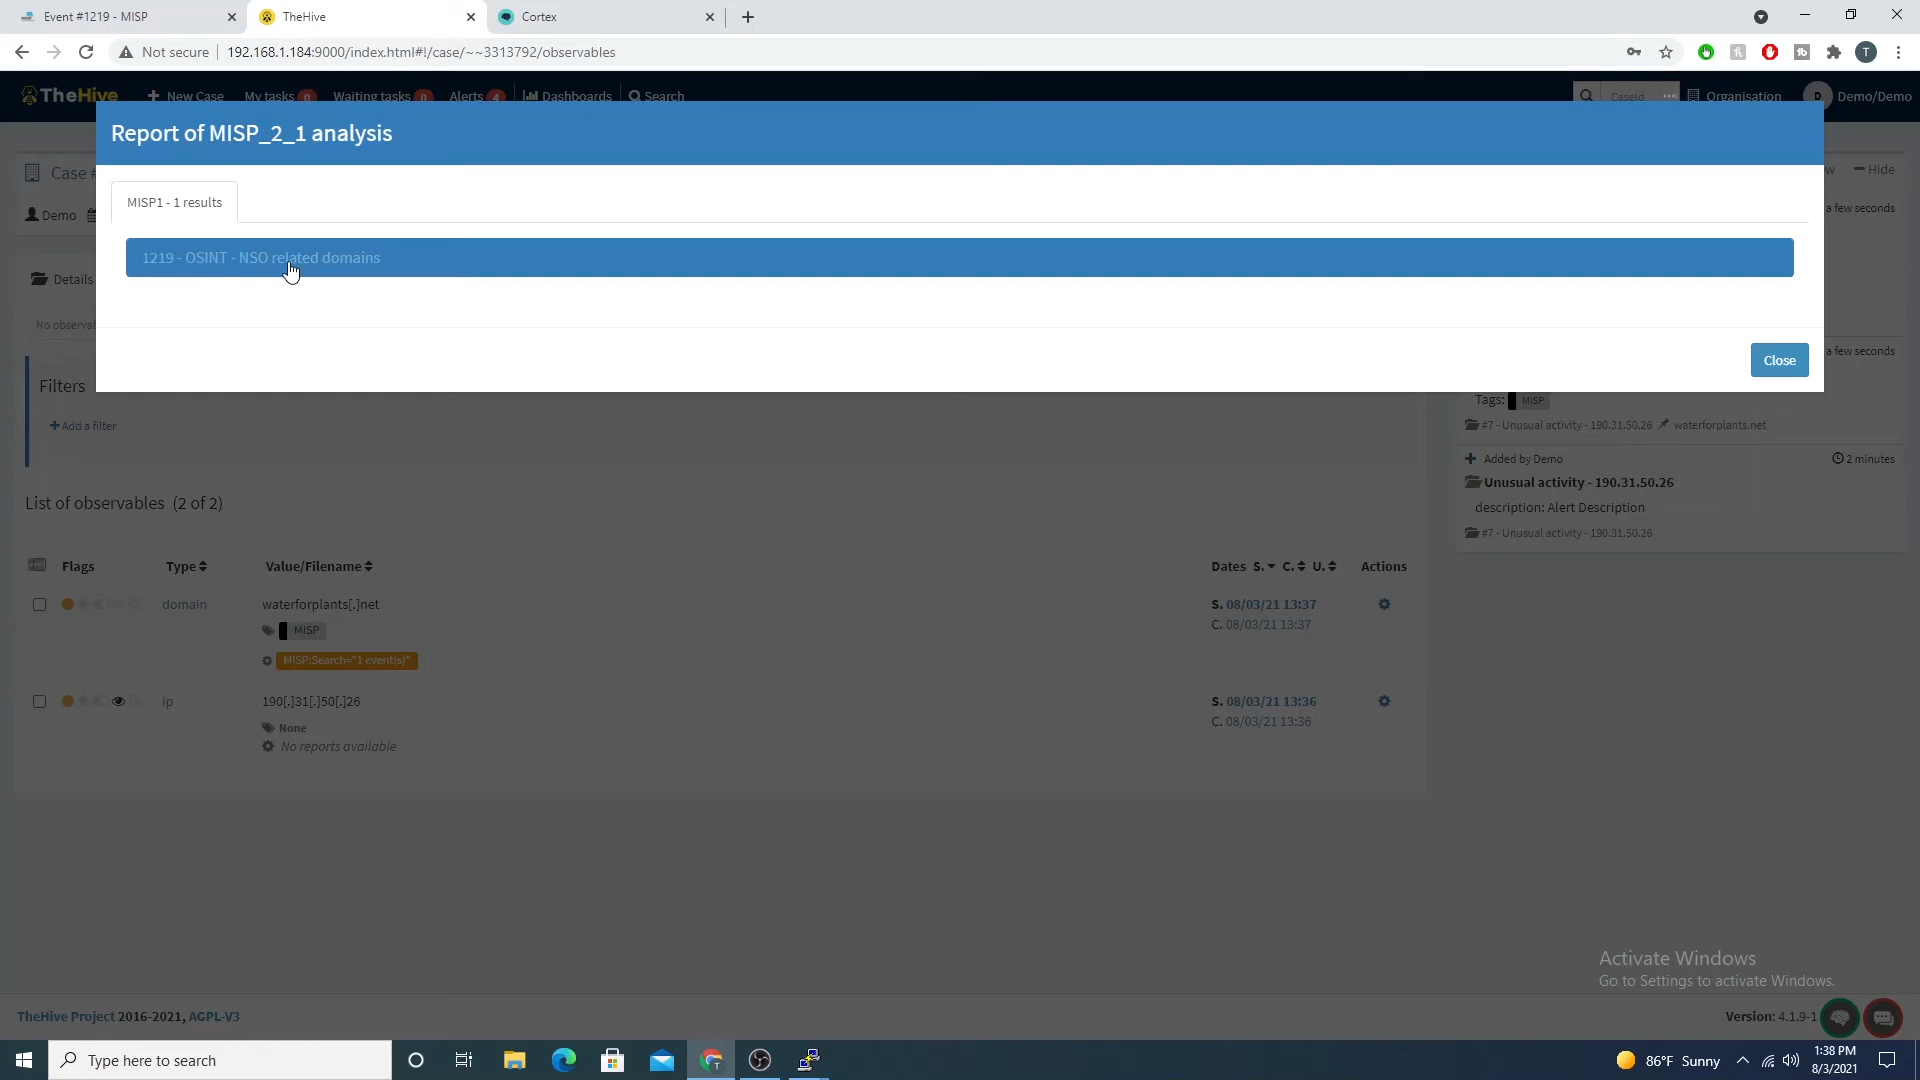 Event #1219 - MISP
TheHive
Cortex
Not secure
192.168.1.184:9000/index.html#!/case/~~3313792/observables
TheHive
New Case
My tasks 0
Waiting tasks 0
Alerts 4
Dashboards
Search
CaseId
Organisation
D
Demo/Demo
Report of MISP_2_1 analysis
Case #
w
Hide
MISP1 - 1 results
Demo
a few seconds
1219 - OSINT - NSO related domains
Details
No observab
Close
a few seconds
Filters
Tags: MISP
Add a filter
#7 - Unusual activity - 190.31.50.26 waterforplants.net
Added by Demo
2 minutes
Unusual activity - 190.31.50.26
List of observables (2 of 2)
description: Alert Description
#7 - Unusual activity - 190.31.50.26
Flags Type Value/Filename Dates S. C. U. Actions
domain waterforplants[.]net S. 08/03/21 13:37
C. 08/03/21 13:37
MISP
MISP:Search="1 event(s)"
ip 190[.]31[.]50[.]26 S. 08/03/21 13:36
C. 08/03/21 13:36
None
No reports available
Activate Windows
Go to Settings to activate Windows.
TheHive Project 2016-2021, AGPL-V3
Version: 4.1.9-1
Type here to search
86°F Sunny
1:38 PM
8/3/2021